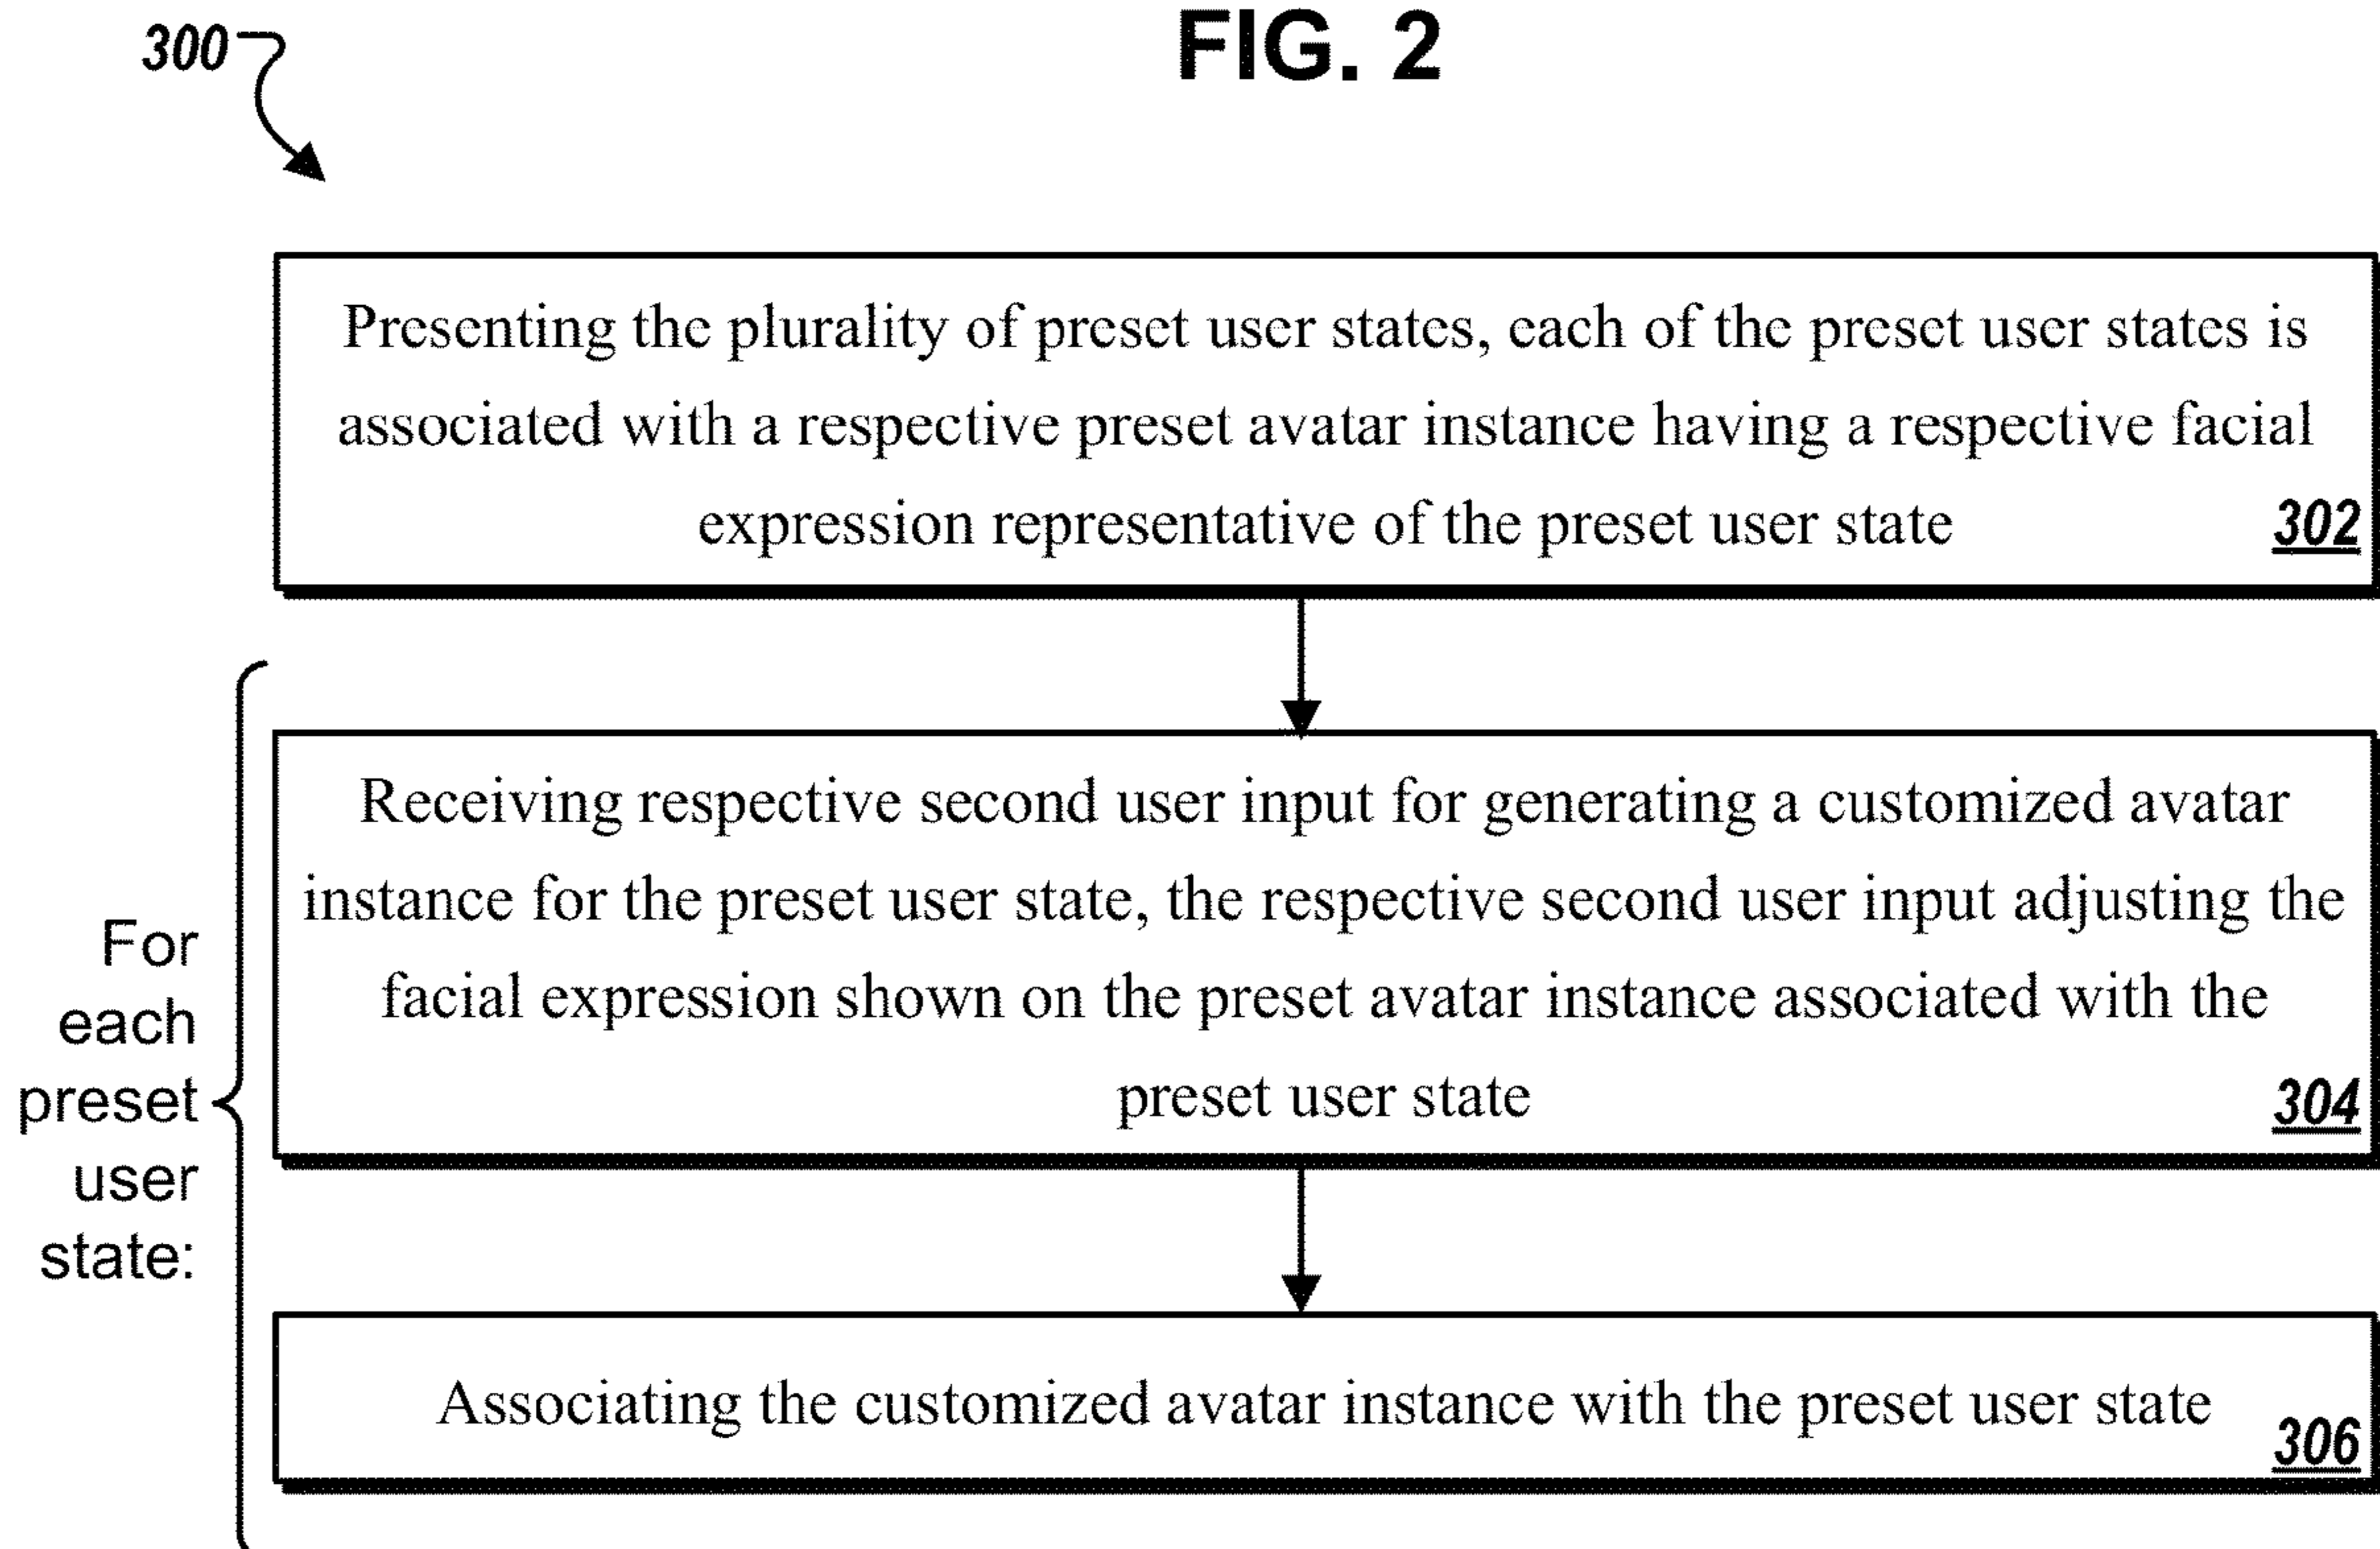 FIG. 2
300
Presenting the plurality of preset user states, each of the preset user states is
associated with a respective preset avatar instance having a respective facial
expression representative of the preset user state
302
For
each
preset
user
state:
Receiving respective second user input for generating a customized avatar
instance for the preset user state, the respective second user input adjusting the
facial expression shown on the preset avatar instance associated with the
preset user state
304
Associating the customized avatar instance with the preset user state
306